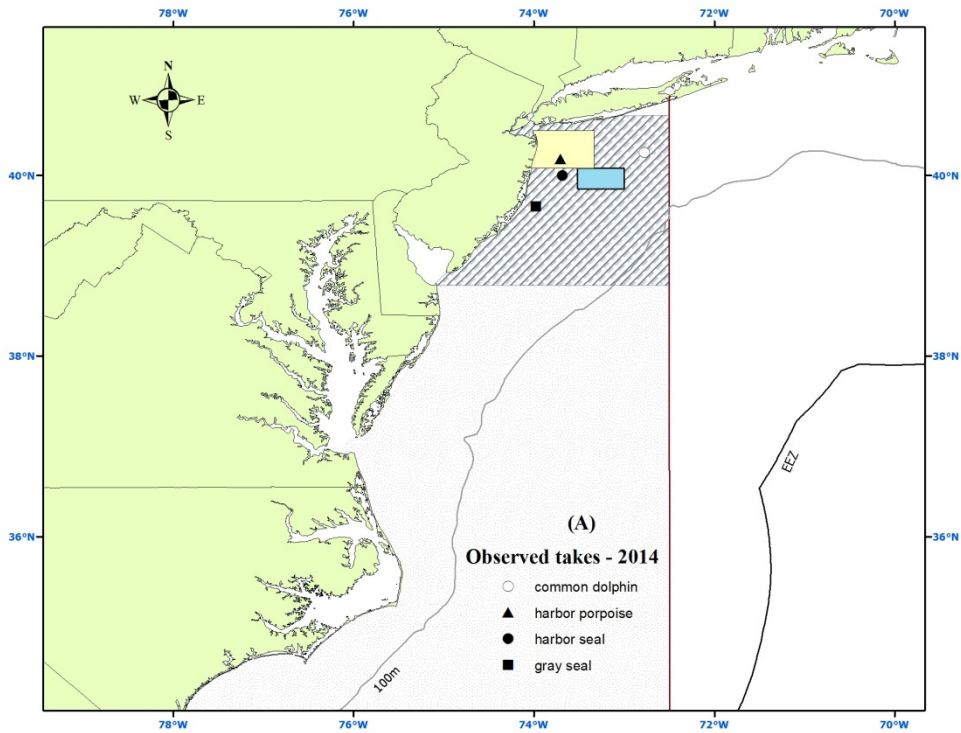 78°W 76°W 74°W 72°W 70°W
N
W E
S
40°N 40°N
38°N 38°N
EEZ
36°N 36°N
(A)
Observed takes - 2014
common dolphin
harbor porpoise
harbor seal
gray seal
100m
78°W 76°W 74°W 72°W 70°W